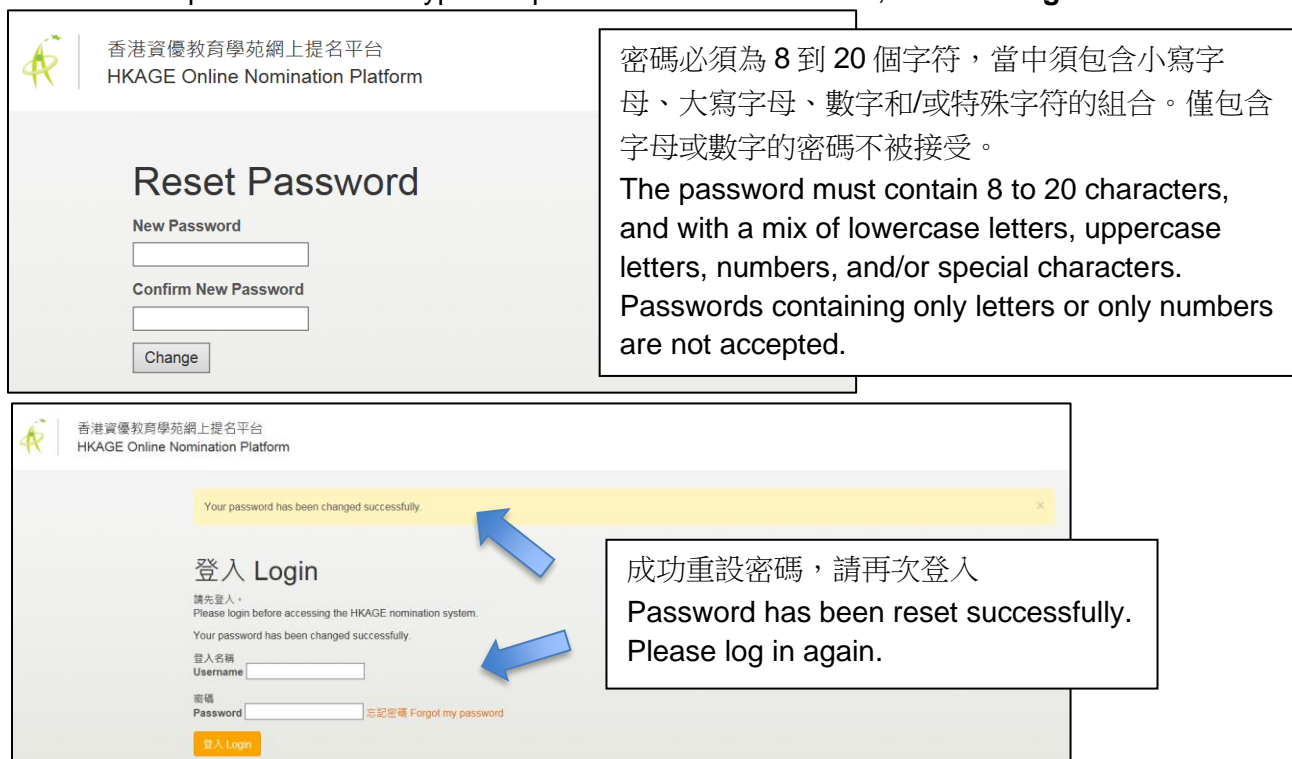 香港資優教育學苑網上提名平台
HKAGE Online Nomination Platform
Reset Password
New Password
Confirm New Password
Change
密碼必須為 8 到 20 個字符，當中須包含小寫字
母、大寫字母、數字和/或特殊字符的組合。僅包含
字母或數字的密碼不被接受。
The password must contain 8 to 20 characters,
and with a mix of lowercase letters, uppercase
letters, numbers, and/or special characters.
Passwords containing only letters or only numbers
are not accepted.
香港資優教育學苑網上提名平台
HKAGE Online Nomination Platform
Your password has been changed successfully. ×
登入 Login
請先登入。
Please login before accessing the HKAGE nomination system.
Your password has been changed successfully.
登入名稱
Username
密碼
Password 忘記密碼 Forgot my password
登入 Login
成功重設密碼，請再次登入
Password has been reset successfully.
Please log in again.